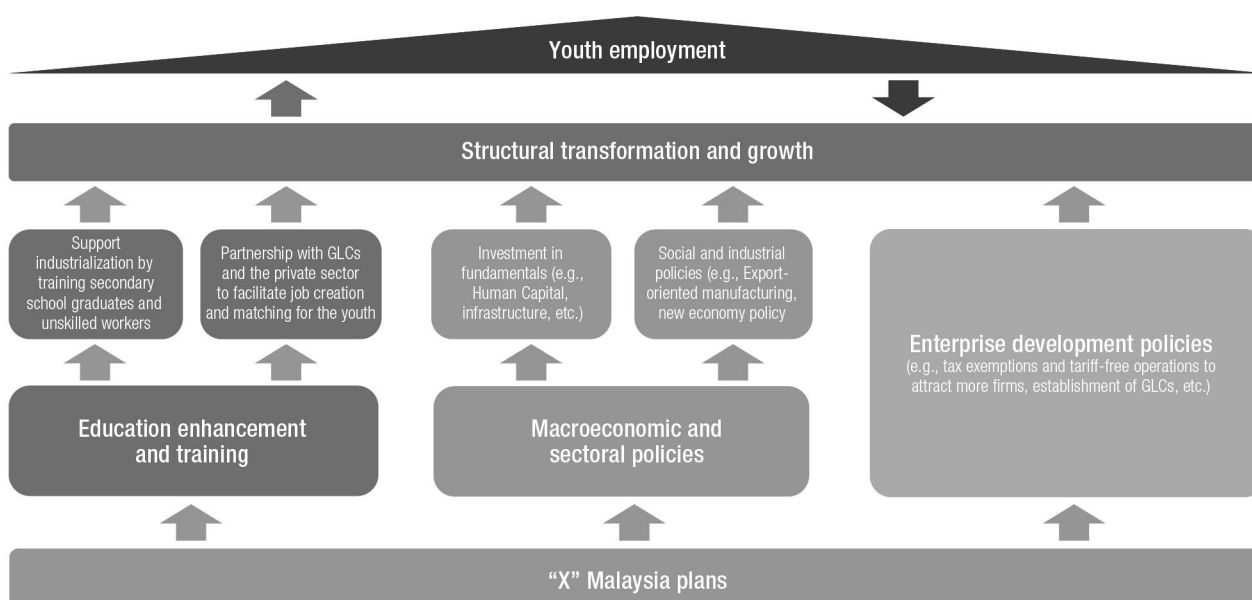 Youth employment
Structural transformation and growth
Support
industrialization by
training secondary
school graduates and
unskilled workers
Partnership with GLCs
and the private sector
to facilitate job creation
and matching for the youth
Investment in
fundamentals (e.g.,
Human Capital,
infrastructure, etc.)
Social and industrial
policies (e.g., Export-
oriented manufacturing,
new economy policy
Enterprise development policies
(e.g., tax exemptions and tariff-free operations to
attract more firms, establishment of GLCs, etc.)
Education enhancement
and training
Macroeconomic and
sectoral policies
“X” Malaysia plans